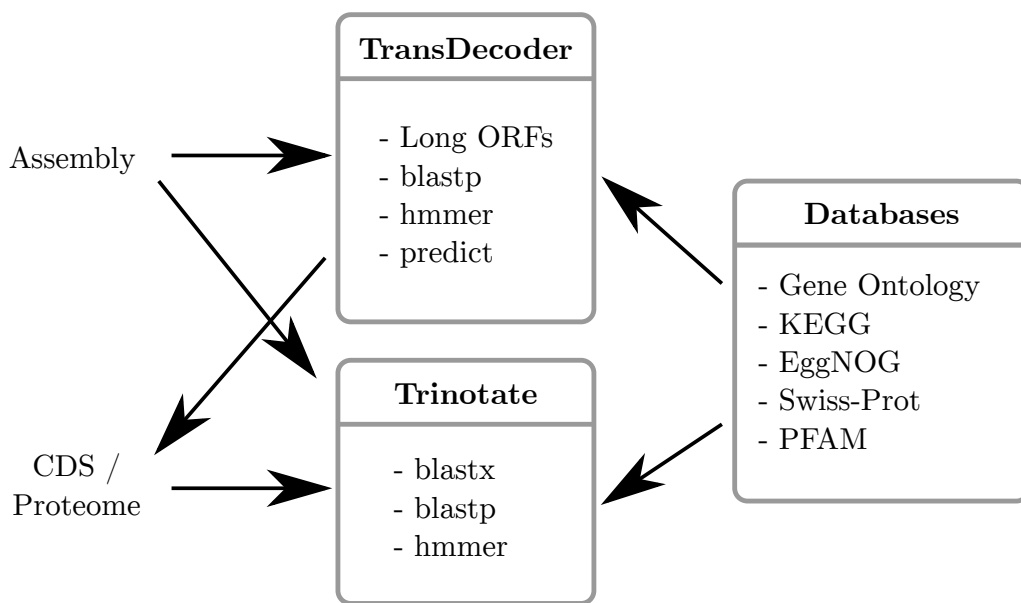 Assembly
CDS /
Proteome
TransDecoder
- Long ORFs
- blastp
- hmmer
- predict
Trinotate
- blastx
- blastp
- hmmer
Databases
- Gene Ontology
- KEGG
- EggNOG
- Swiss-Prot
- PFAM